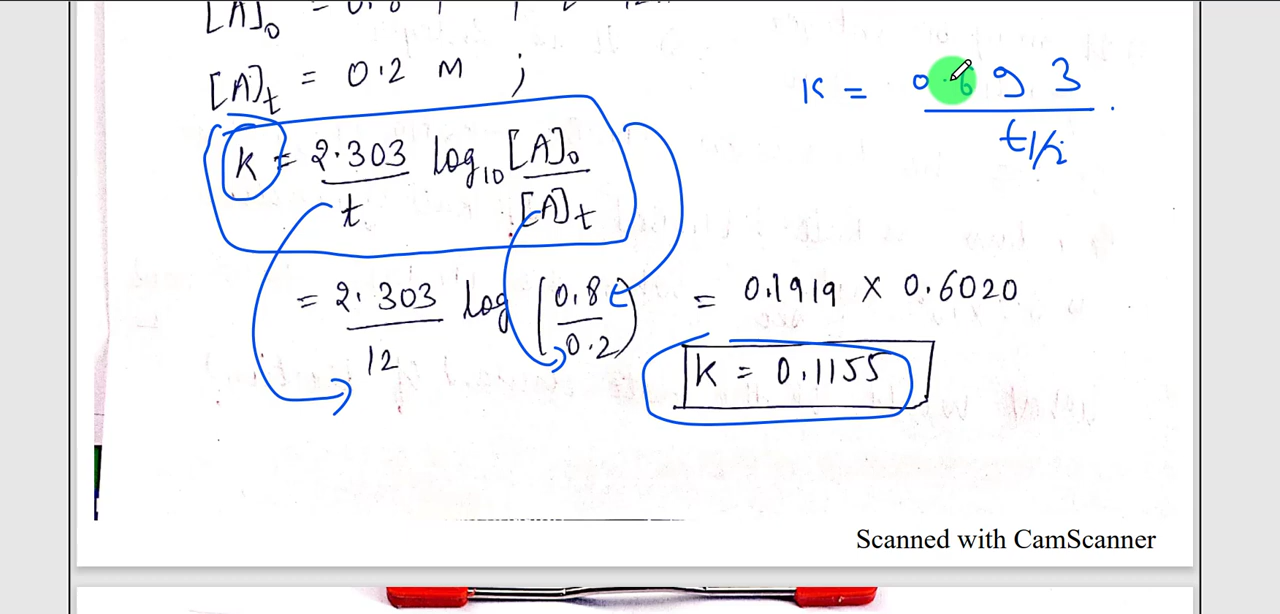 [A]₀
[A]t = 0.2 M ;
K = 0.693 / t1/2
K = 2.303 / t log₁₀ [A]₀ / [A]t
= 2.303 / 12 log (0.8 / 0.2) = 0.1919 X 0.6020
K = 0.1155
Scanned with CamScanner